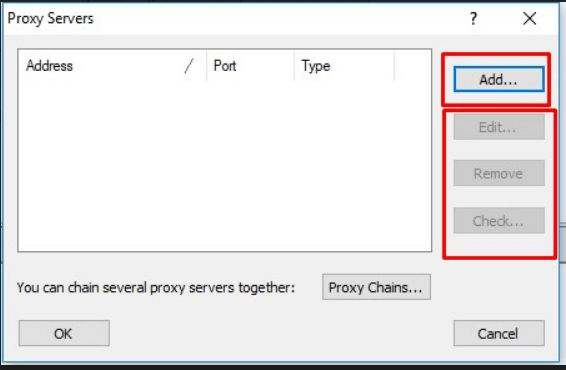 Proxy Servers ?
Address / Port Type
Add...
Edit...
Remove
Check...
You can chain several proxy servers together: Proxy Chains...
OK Cancel